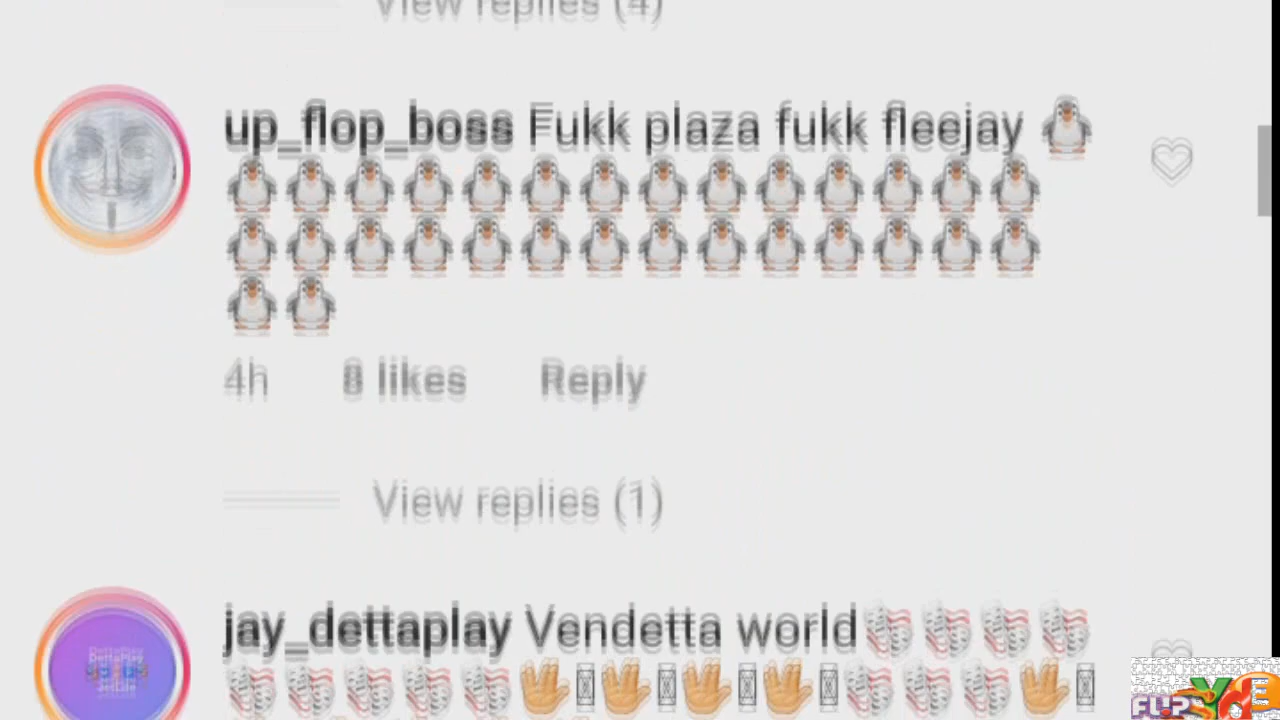 View replies (4)
up_flop_boss Fukk plaza fukk fleejay 🐧
🐧🐧🐧🐧🐧🐧🐧🐧🐧🐧🐧🐧🐧🐧
🐧🐧🐧🐧🐧🐧🐧🐧🐧🐧🐧🐧🐧🐧
🐧🐧
4h 8 likes Reply
View replies (1)
jay_dettaplay Vendetta world🎭🎭🎭🎭
🎭🎭🎭🎭🎭🖖🖖🖖🖖🎭🎭🎭🖖